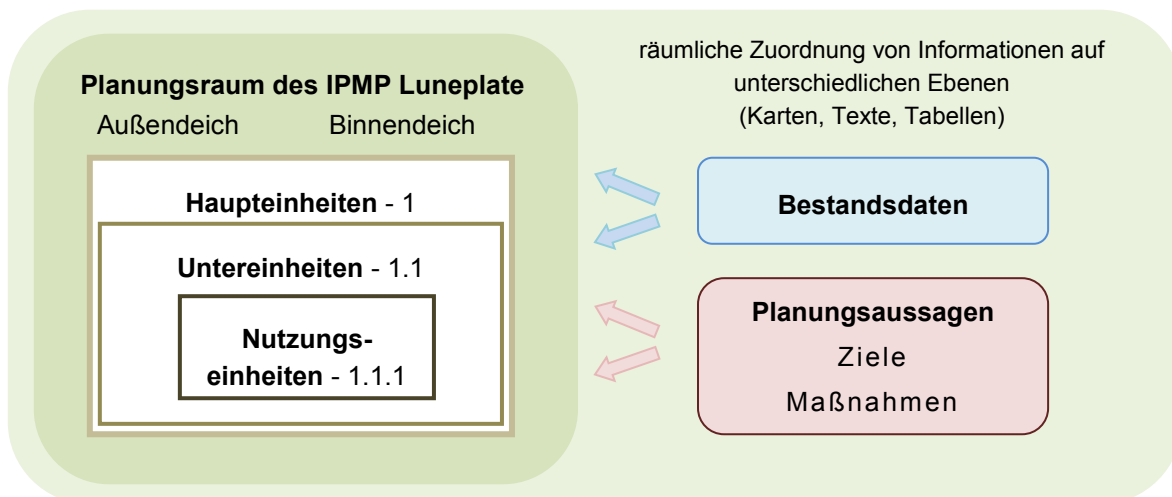 Planungsraum des IPMP Luneplate
Außendeich Binnendeich
Haupteinheiten - 1
Untereinheiten - 1.1
Nutzungs-
einheiten - 1.1.1
räumliche Zuordnung von Informationen auf
unterschiedlichen Ebenen
(Karten, Texte, Tabellen)
Bestandsdaten
Planungsaussagen
Ziele
Maßnahmen